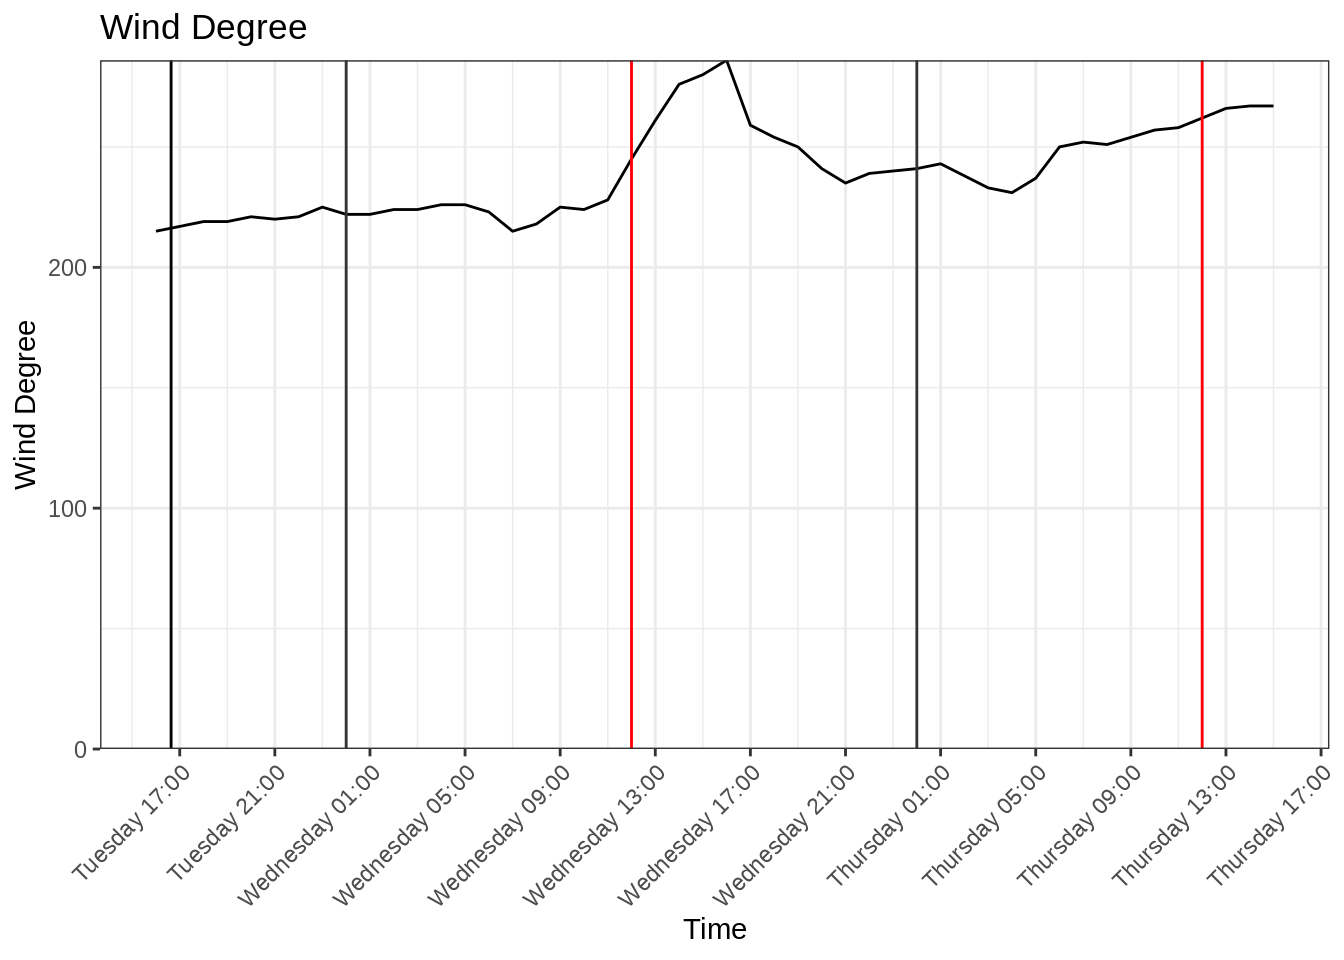 Wind Degree
Wind Degree
200
100
0
Tuesday 17:00
Tuesday 21:00
Wednesday 01:00
Wednesday 05:00
Wednesday 09:00
Wednesday 13:00
Wednesday 17:00
Wednesday 21:00
Thursday 01:00
Thursday 05:00
Thursday 09:00
Thursday 13:00
Thursday 17:00
Time